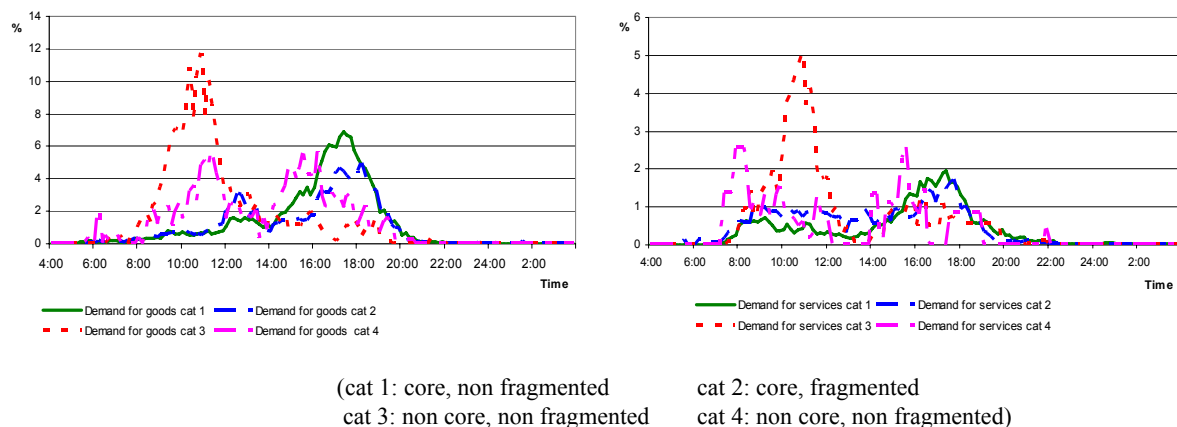 %
14
12
10
8
6
4
2
0
4:00 6:00 8:00 10:00 12:00 14:00 16:00 18:00 20:00 22:00 24:00 2:00
Time
Demand for goods cat 1 Demand for goods cat 2
Demand for goods cat 3 Demand for goods cat 4
%
6
5
4
3
2
1
0
4:00 6:00 8:00 10:00 12:00 14:00 16:00 18:00 20:00 22:00 24:00 2:00
Time
Demand for services cat 1 Demand for services cat 2
Demand for services cat 3 Demand for services cat 4
(cat 1: core, non fragmented cat 2: core, fragmented
cat 3: non core, non fragmented cat 4: non core, non fragmented)